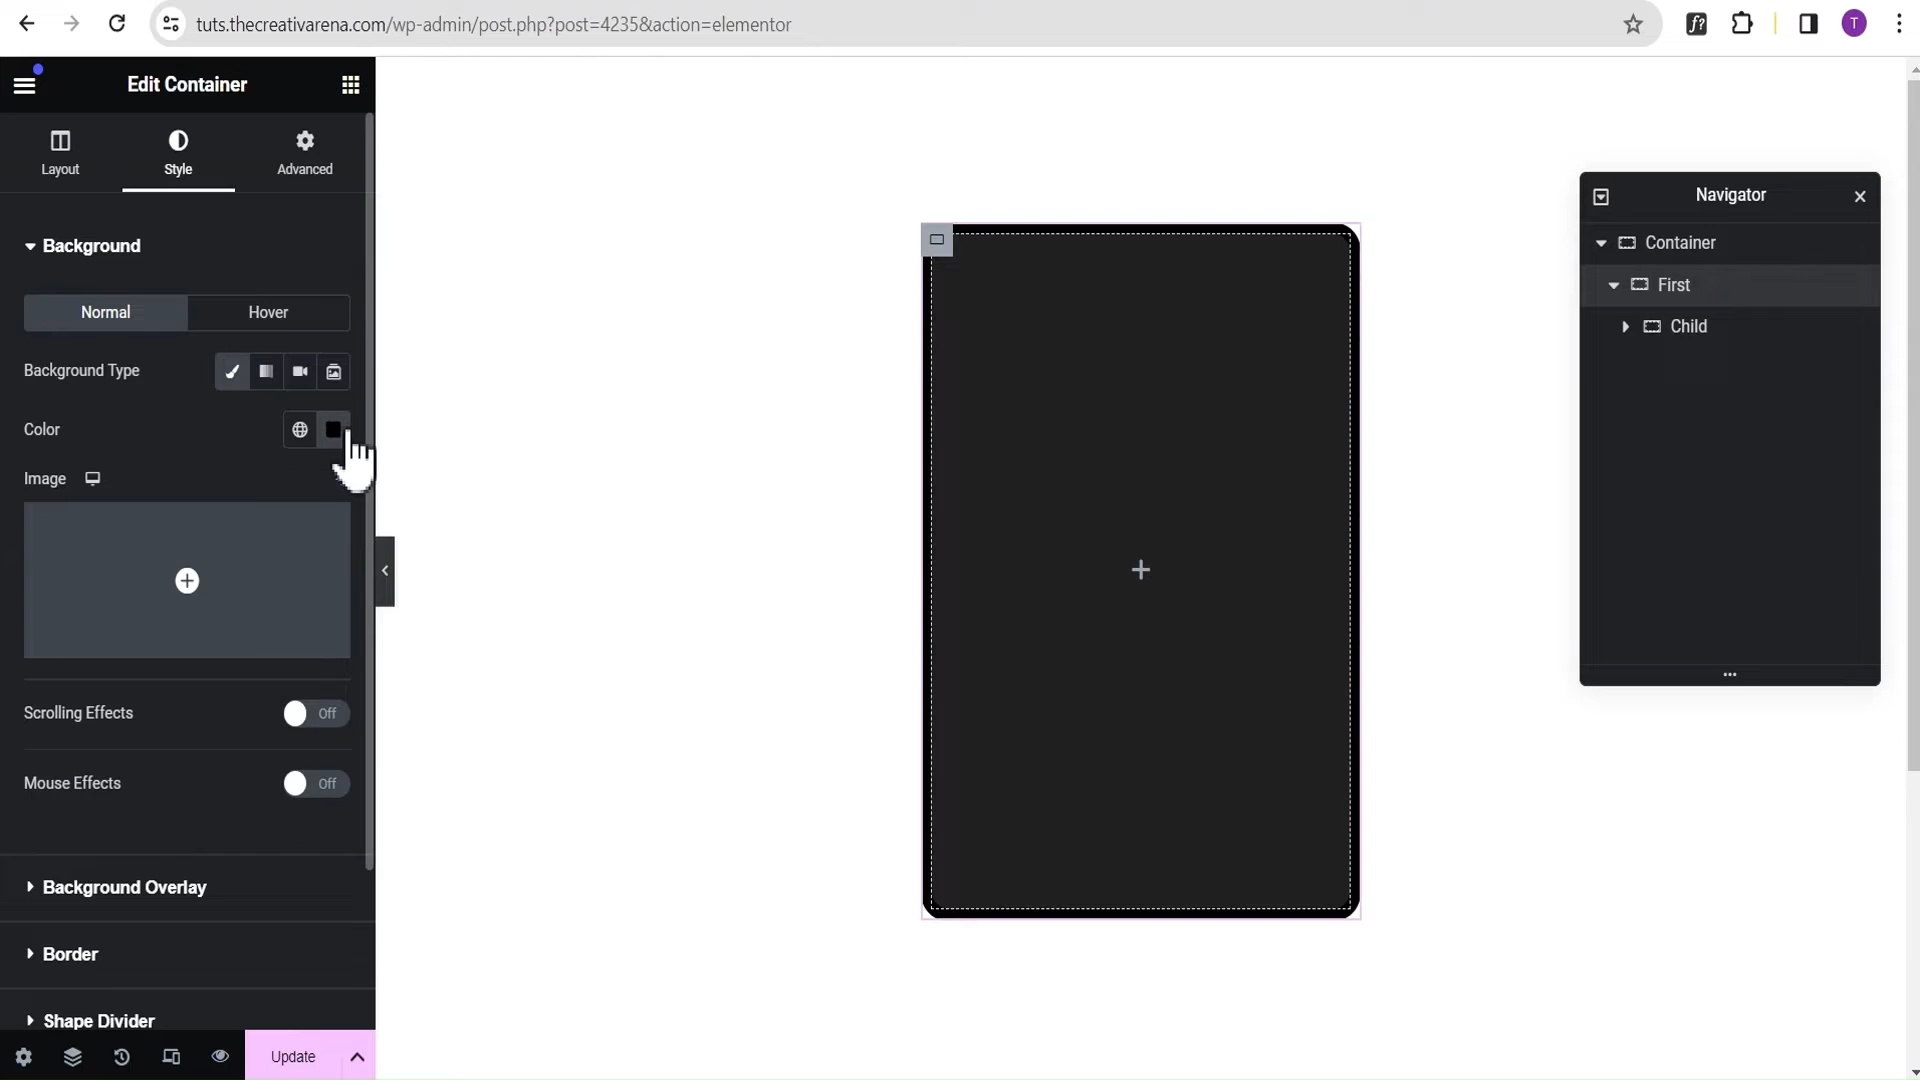 tuts.thecreativarena.com/wp-admin/post.php?post=4235&action=elementor
T
Edit Container
Layout
Style
Advanced
Background
Normal
Hover
Background Type
Color
Image
Scrolling Effects
Off
Mouse Effects
Off
Background Overlay
Border
Shape Divider
Update
Navigator
Container
First
Child